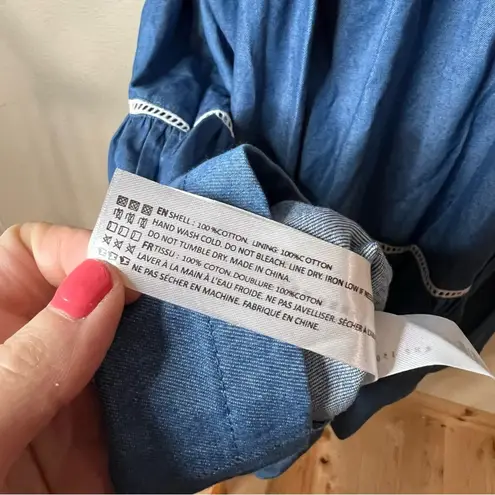 EN SHELL : 100%COTTON, LINING: 100%COTTON
HAND WASH COLD. DO NOT BLEACH. LINE DRY. IRON LOW IF
DO NOT TUMBLE DRY. MADE IN CHINA.
FR TISSU : 100% COTON. DOUBLURE: 100%COTON
LAVER À LA MAIN À L'EAU FROIDE. NE PAS JAVELLISER. SÉCHER À
NE PAS SÉCHER EN MACHINE. FABRIQUÉ EN CHINE.